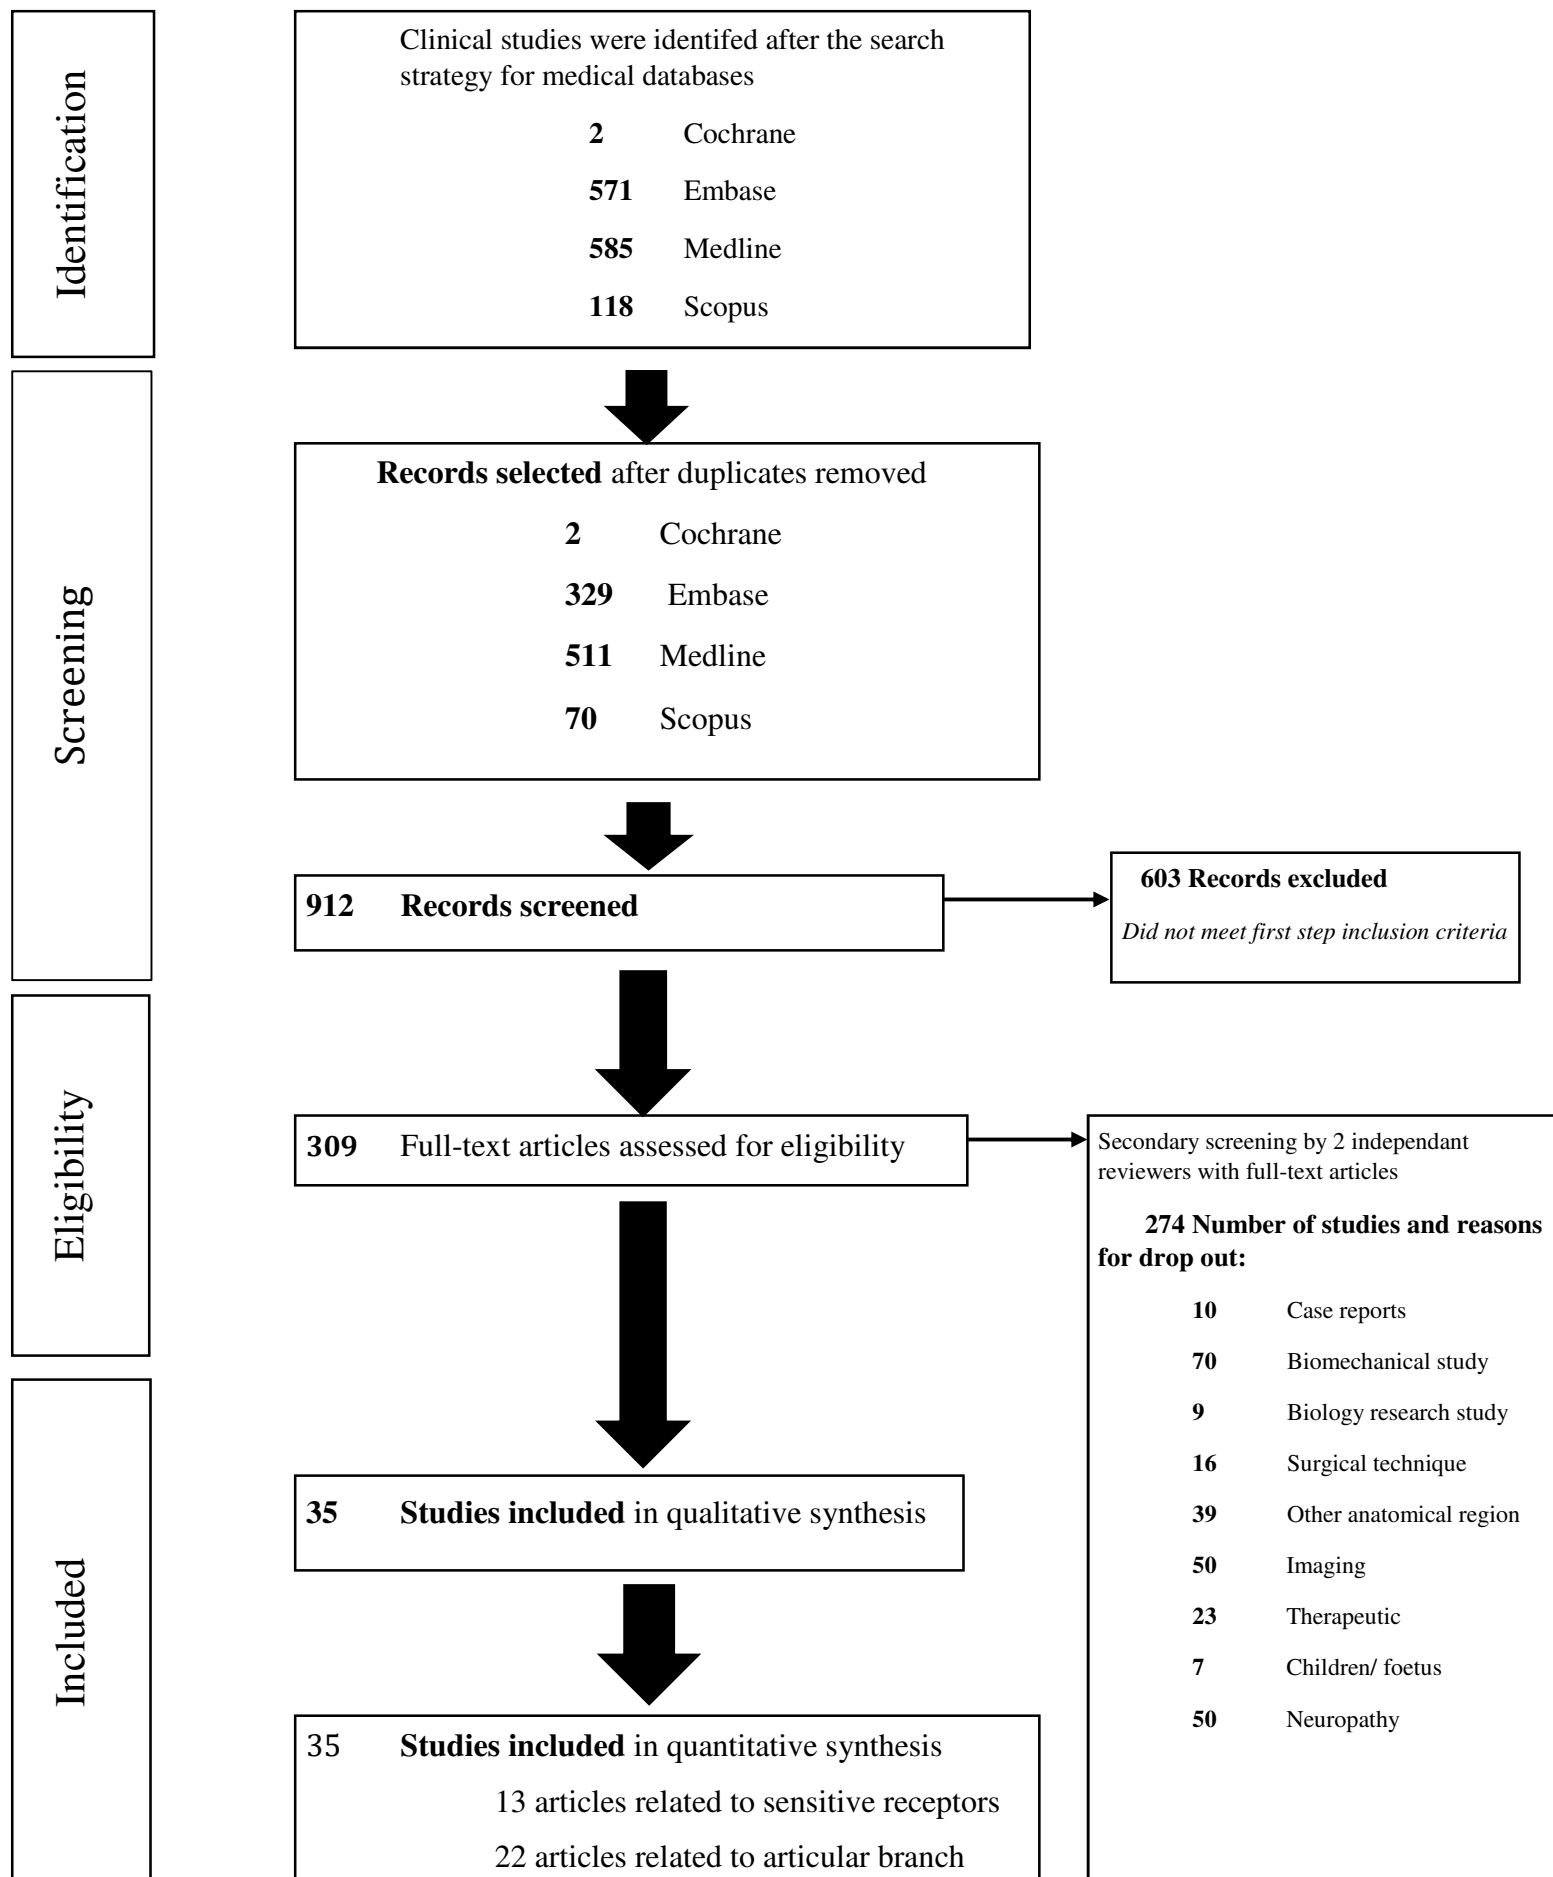 Identification
Clinical studies were identifed after the search
strategy for medical databases
2 Cochrane
571 Embase
585 Medline
118 Scopus
Screening
Records selected after duplicates removed
2 Cochrane
329 Embase
511 Medline
70 Scopus
912 Records screened
603 Records excluded
Did not meet first step inclusion criteria
Eligibility
309 Full-text articles assessed for eligibility
Secondary screening by 2 independant
reviewers with full-text articles
274 Number of studies and reasons
for drop out:
10 Case reports
70 Biomechanical study
9 Biology research study
16 Surgical technique
39 Other anatomical region
50 Imaging
23 Therapeutic
7 Children/ foetus
50 Neuropathy
Included
35 Studies included in qualitative synthesis
35 Studies included in quantitative synthesis
13 articles related to sensitive receptors
22 articles related to articular branch